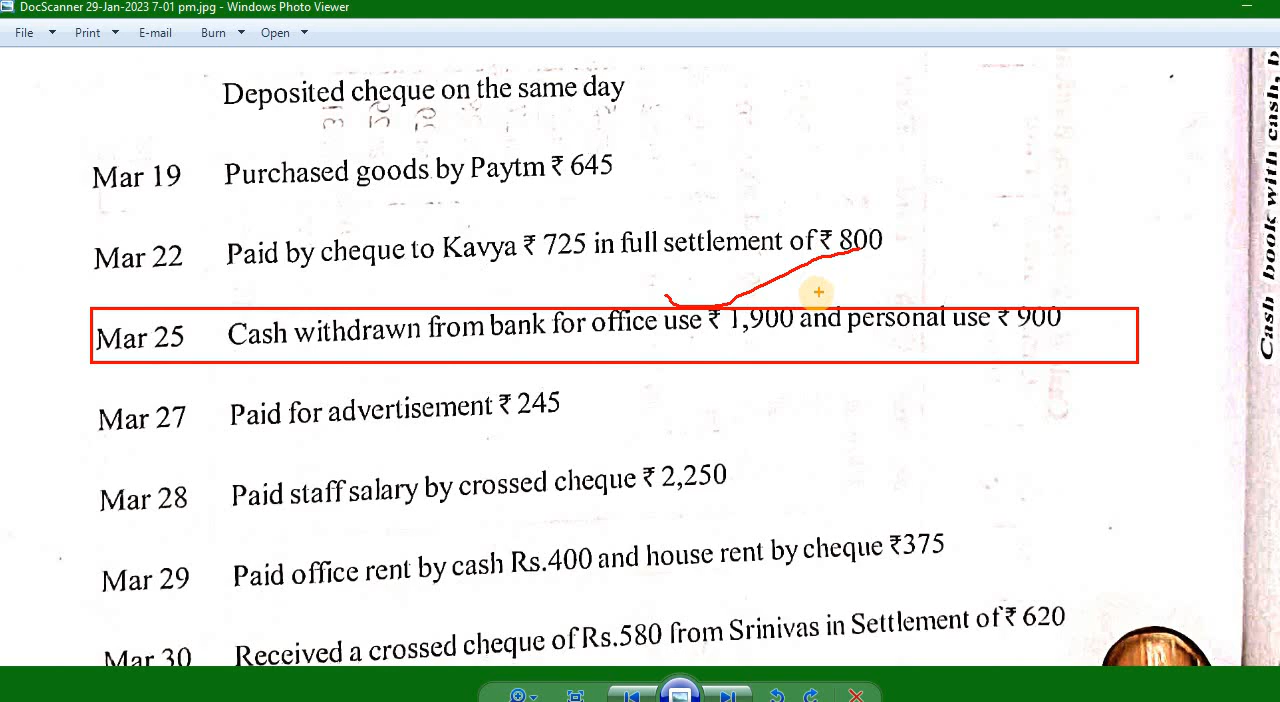 DocScanner 29-Jan-2023 7-01 pm.jpg - Windows Photo Viewer
File Print E-mail Burn Open
Deposited cheque on the same day
Mar 19 Purchased goods by Paytm ₹ 645
Mar 22 Paid by cheque to Kavya ₹ 725 in full settlement of ₹ 800
Mar 25 Cash withdrawn from bank for office use ₹ 1,900 and personal use ₹ 900
Mar 27 Paid for advertisement ₹ 245
Mar 28 Paid staff salary by crossed cheque ₹ 2,250
Mar 29 Paid office rent by cash Rs.400 and house rent by cheque ₹375
Mar 30 Received a crossed cheque of Rs.580 from Srinivas in Settlement of ₹ 620
Cash book with cash, b